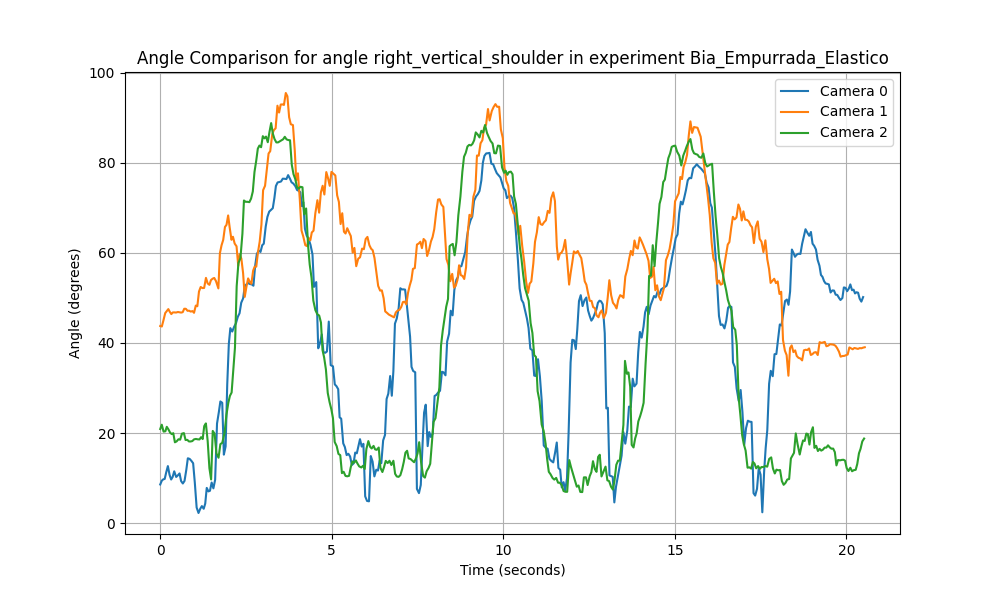 Angle Comparison for angle right_vertical_shoulder in experiment Bia_Empurrada_Elastico
Camera 0
Camera 1
Camera 2
100
80
60
40
20
0
Angle (degrees)
0 5 10 15 20
Time (seconds)